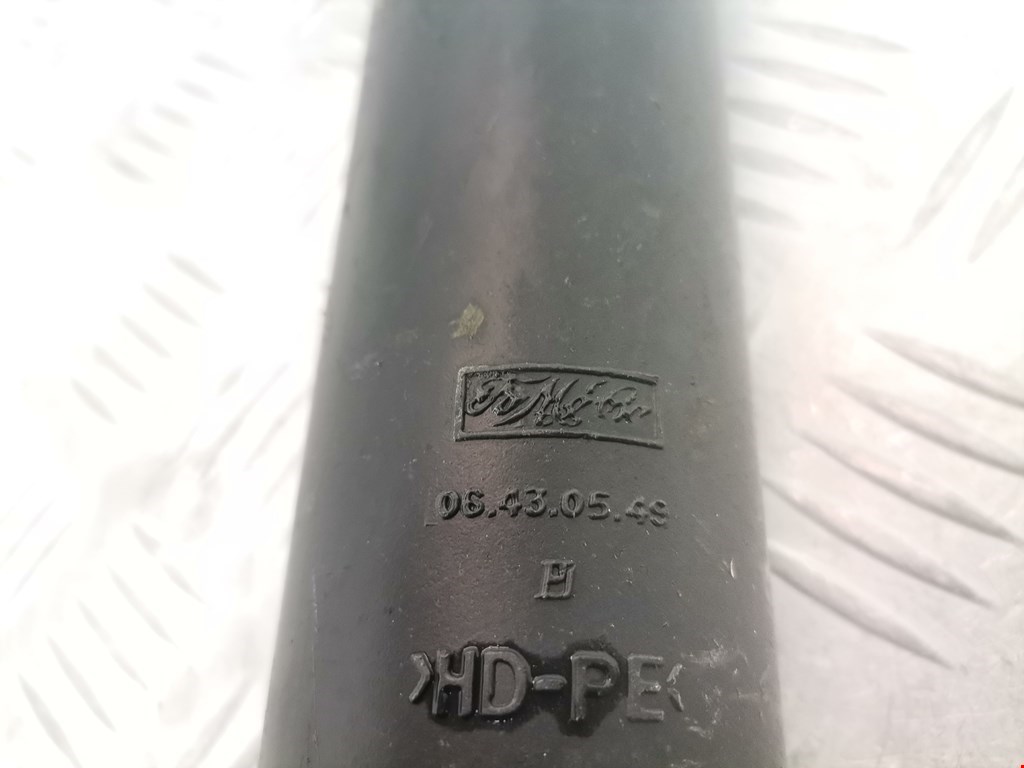 FoMoCo
06.43.05.49
H
>HD-PE<